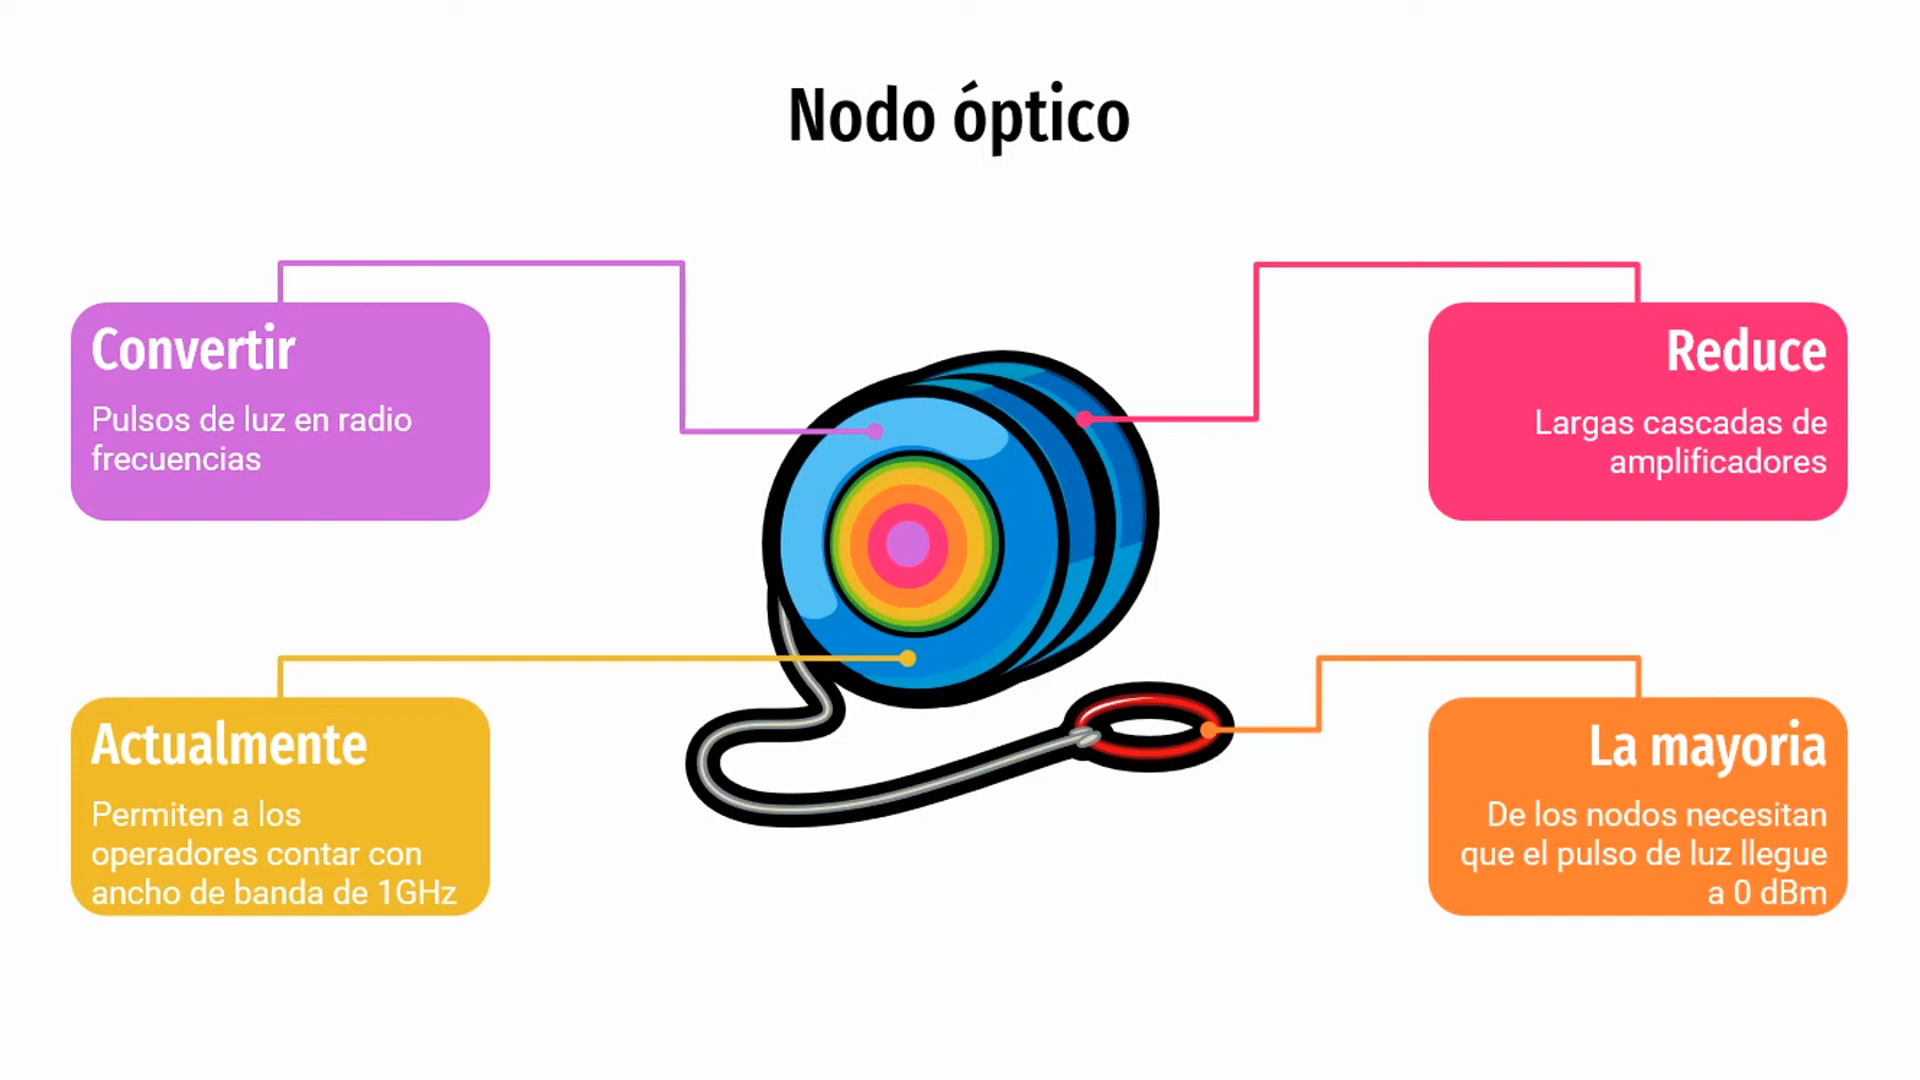 Nodo óptico
Convertir
Pulsos de luz en radio
frecuencias
Reduce
Largas cascadas de
amplificadores
Actualmente
Permiten a los
operadores contar con
ancho de banda de 1GHz
La mayoria
De los nodos necesitan
que el pulso de luz llegue
a 0 dBm